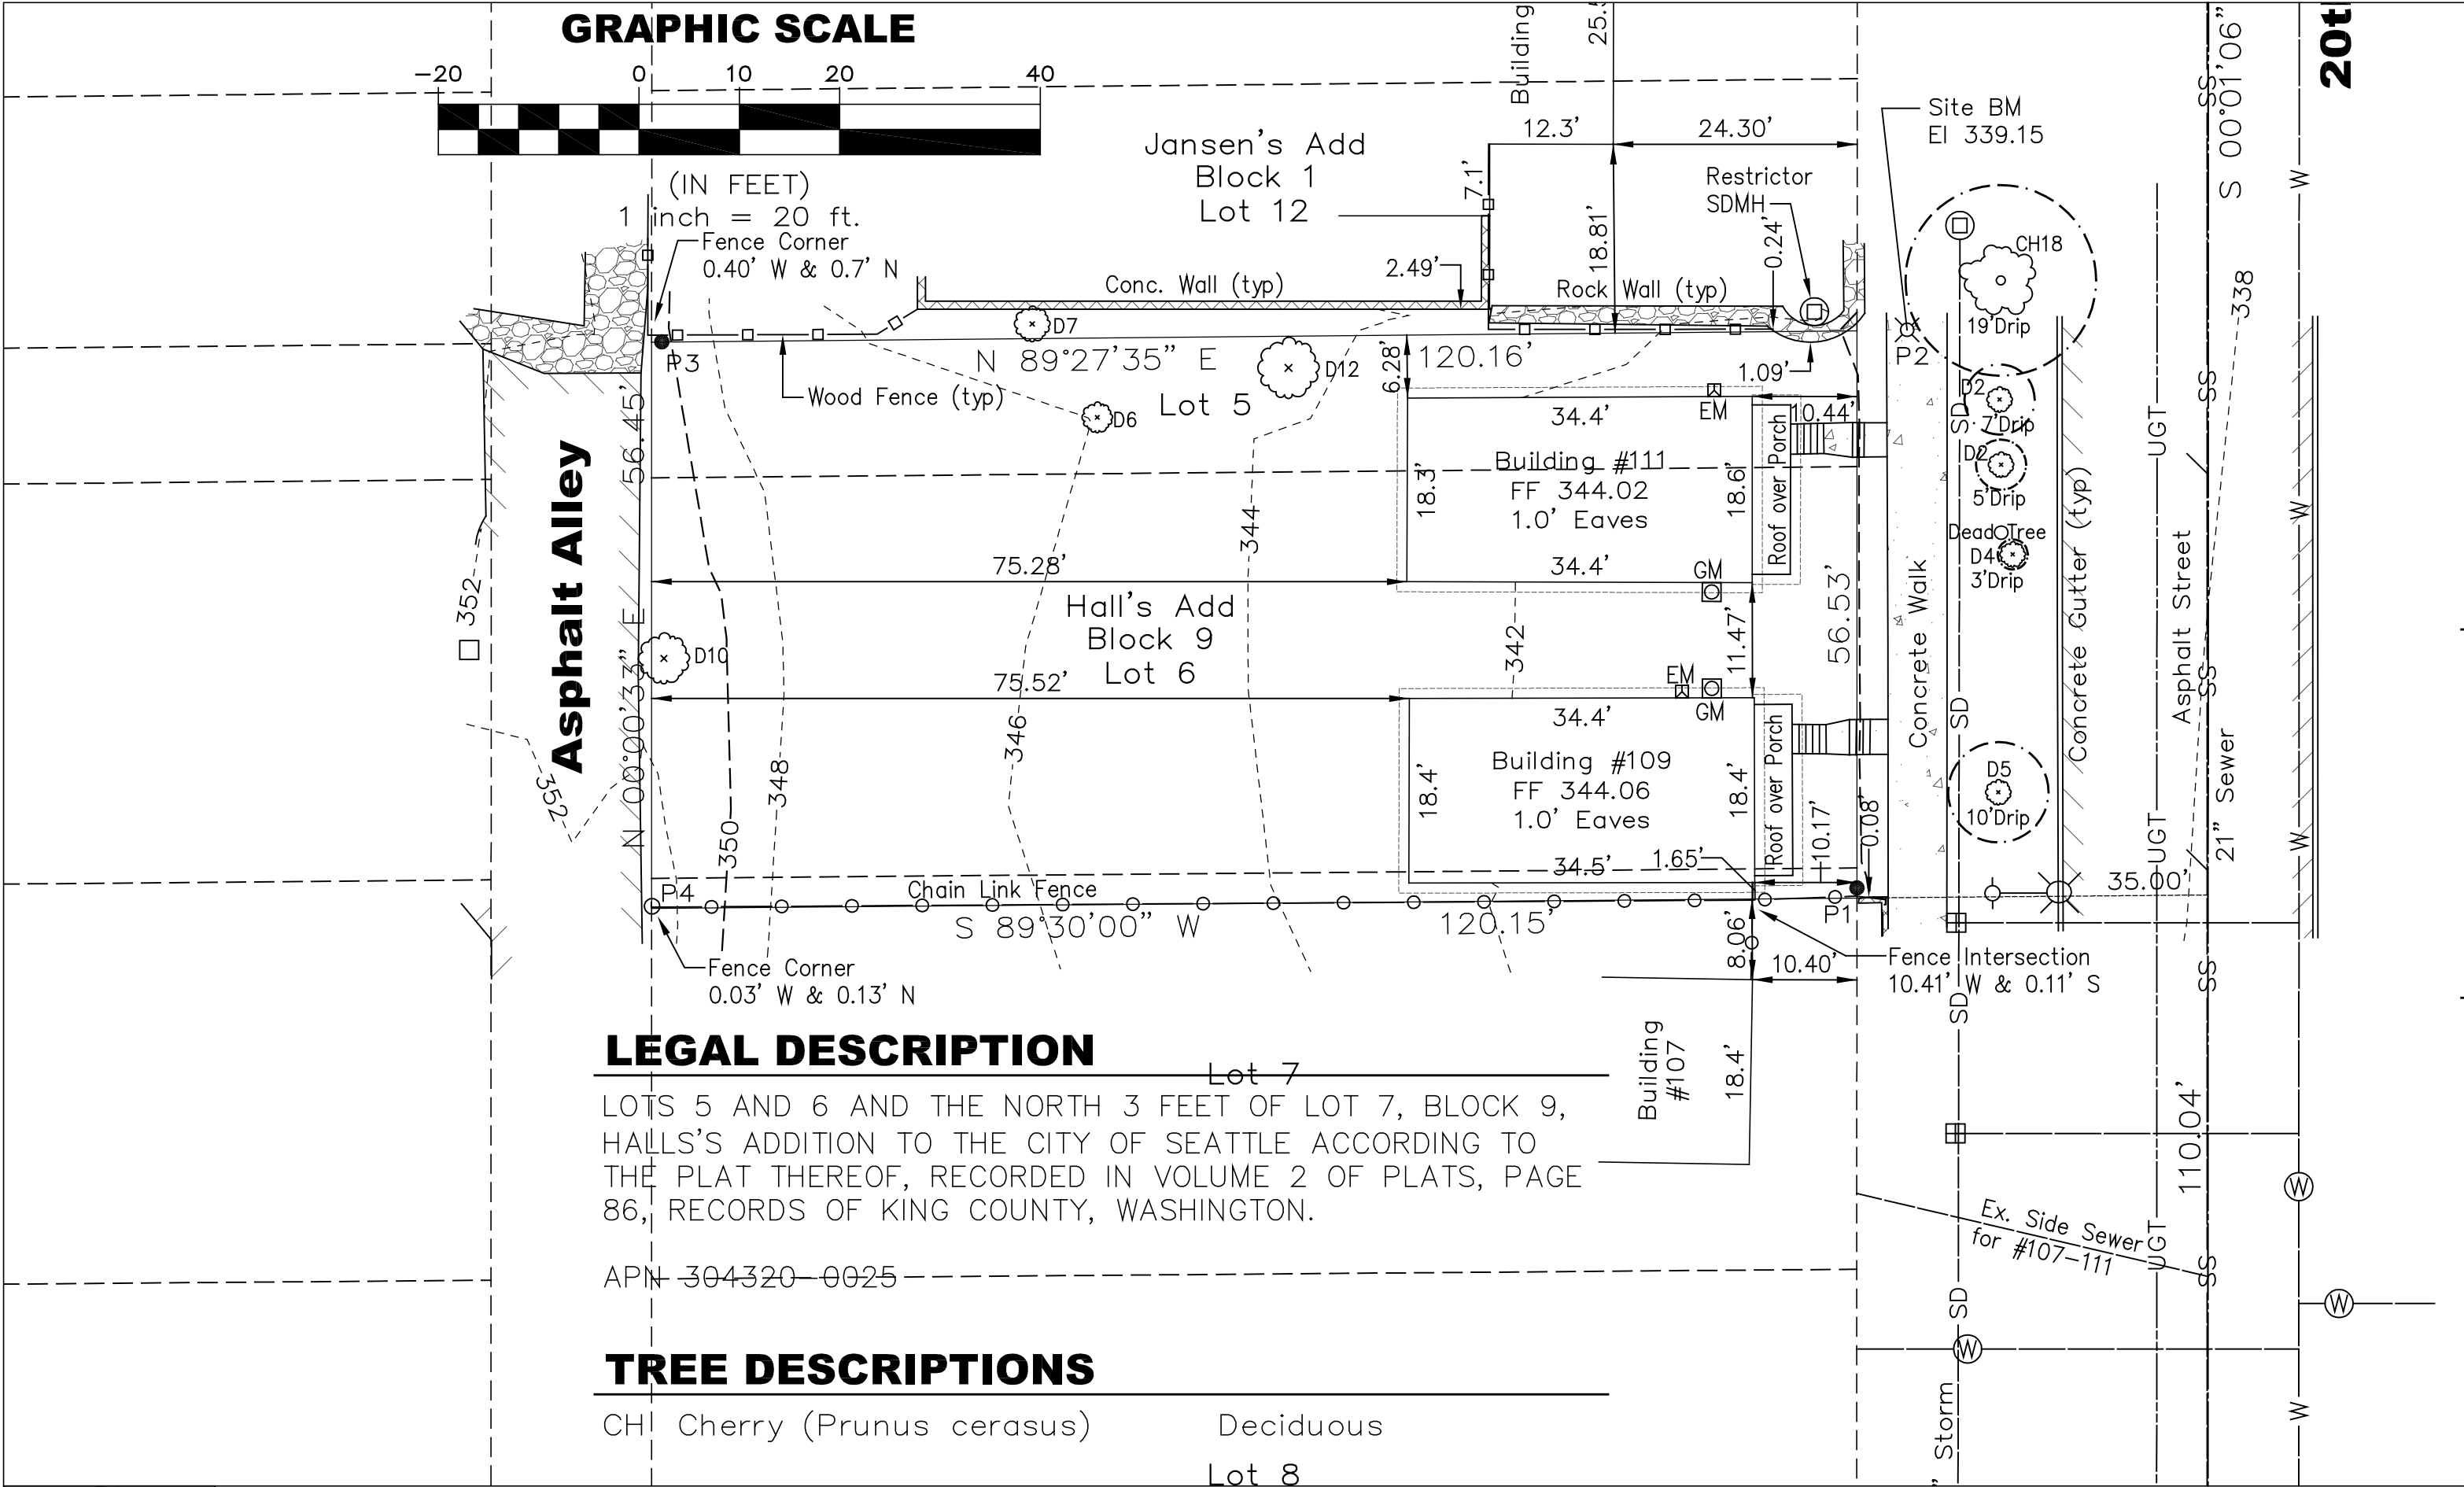 GRAPHIC SCALE
-20 0 10 20 40
(IN FEET)
1 inch = 20 ft.
Fence Corner
0.40' W & 0.7' N
Jansen's Add
Block 1
Lot 12
Building
12.3'
24.30'
7.1'
18.81'
Restrictor
SDMH
0.24'
Site BM
El 339.15
S 00°01'06"
CH18
19'Drip
338
Conc. Wall (typ)
2.49'
Rock Wall (typ)
D7
P3
N 89°27'35" E
120.16'
D12
6.28'
1.09'
P2
Wood Fence (typ)
D6
Lot 5
34.4'
EM
10.44'
D2
7'Drip
D2
5'Drip
Dead Tree
D4
3'Drip
Building #111
FF 344.02
1.0' Eaves
18.3'
18.6'
Roof over Porch
34.4'
GM
75.28'
344
352
Asphalt Alley
N 00°00'33" E 56.45'
Hall's Add
Block 9
Lot 6
342
11.47'
56.53'
Concrete Walk
Concrete Gutter (typ)
Asphalt Street
21" Sewer
D10
75.52'
EM
GM
34.4'
Building #109
FF 344.06
1.0' Eaves
18.4'
18.4'
Roof over Porch
346
348
350
352
D5
10'Drip
10.17'
0.08'
34.5'
1.65'
Chain Link Fence
P4
S 89°30'00" W
120.15'
P1
35.00'
8.06'
10.40'
Fence Intersection
10.41' W & 0.11' S
Fence Corner
0.03' W & 0.13' N
SD
SD
SD
SD
UGT
UGT
UGT
SS
SS
SS
SS
SS
W
W
W
W
W
W
W
LEGAL DESCRIPTION
Lot 7
LOTS 5 AND 6 AND THE NORTH 3 FEET OF LOT 7, BLOCK 9,
HALLS'S ADDITION TO THE CITY OF SEATTLE ACCORDING TO
THE PLAT THEREOF, RECORDED IN VOLUME 2 OF PLATS, PAGE
86, RECORDS OF KING COUNTY, WASHINGTON.
APN 304320-0025
Building
#107
18.4'
110.04'
Ex. Side Sewer
for #107-111
TREE DESCRIPTIONS
CH Cherry (Prunus cerasus) Deciduous
Lot 8
" Storm